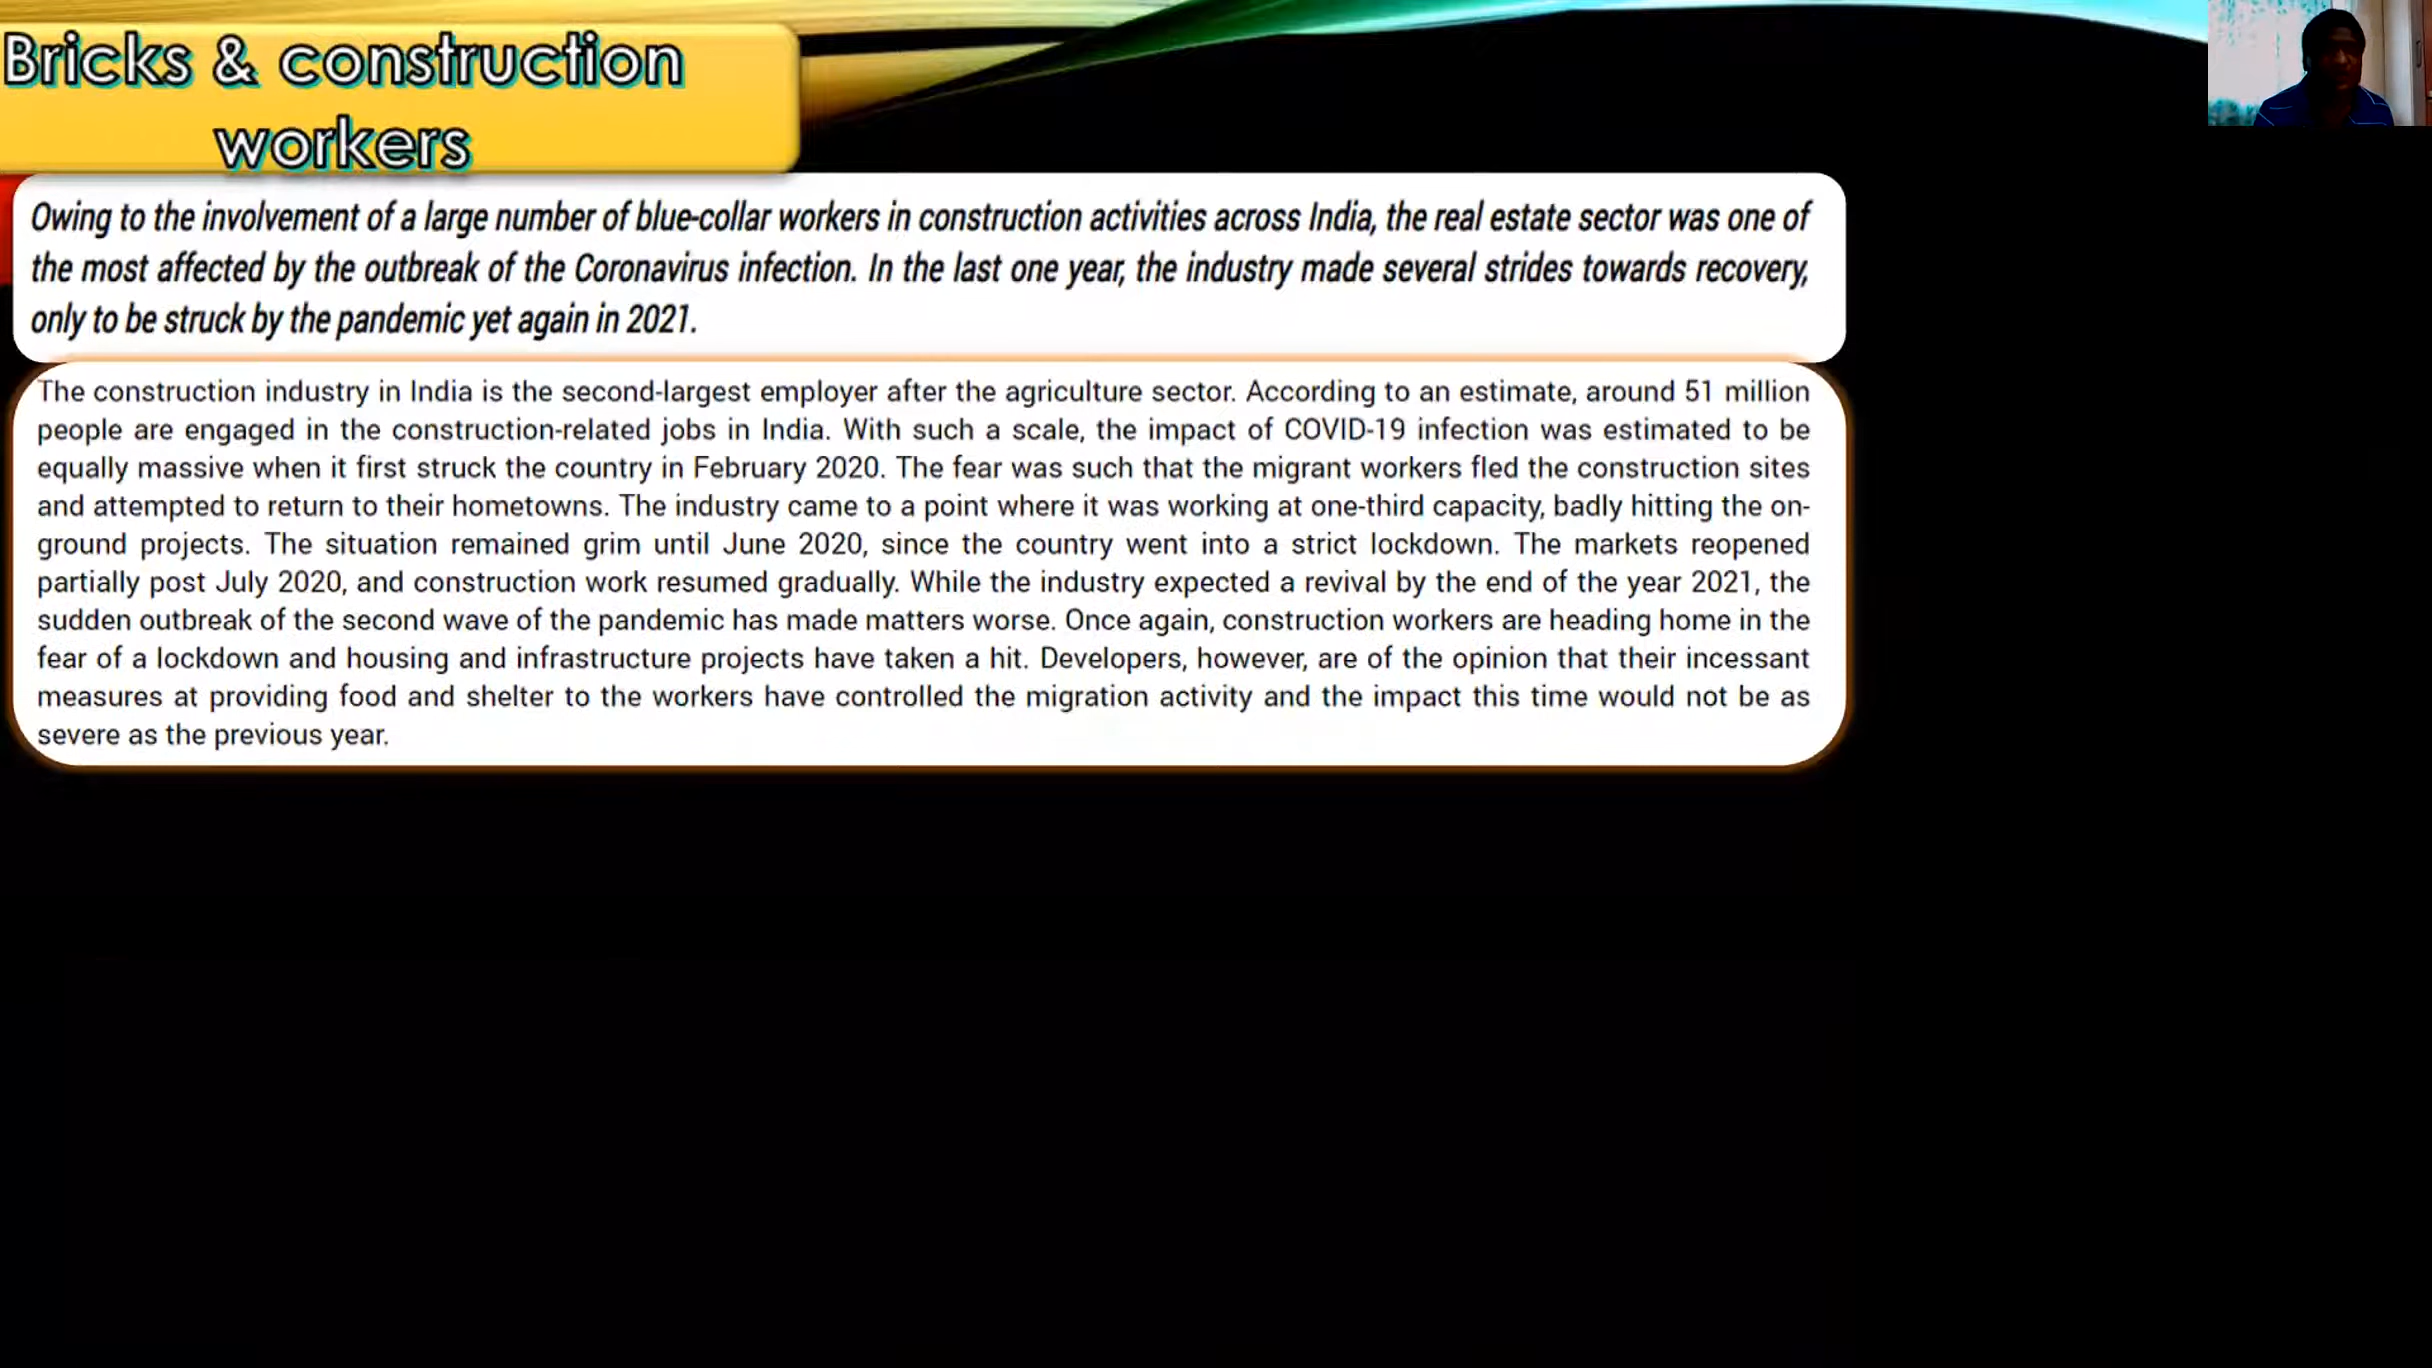 Bricks & construction
workers
Owing to the involvement of a large number of blue-collar workers in construction activities across India, the real estate sector was one of
the most affected by the outbreak of the Coronavirus infection. In the last one year, the industry made several strides towards recovery,
only to be struck by the pandemic yet again in 2021.
The construction industry in India is the second-largest employer after the agriculture sector. According to an estimate, around 51 million
people are engaged in the construction-related jobs in India. With such a scale, the impact of COVID-19 infection was estimated to be
equally massive when it first struck the country in February 2020. The fear was such that the migrant workers fled the construction sites
and attempted to return to their hometowns. The industry came to a point where it was working at one-third capacity, badly hitting the on-
ground projects. The situation remained grim until June 2020, since the country went into a strict lockdown. The markets reopened
partially post July 2020, and construction work resumed gradually. While the industry expected a revival by the end of the year 2021, the
sudden outbreak of the second wave of the pandemic has made matters worse. Once again, construction workers are heading home in the
fear of a lockdown and housing and infrastructure projects have taken a hit. Developers, however, are of the opinion that their incessant
measures at providing food and shelter to the workers have controlled the migration activity and the impact this time would not be as
severe as the previous year.